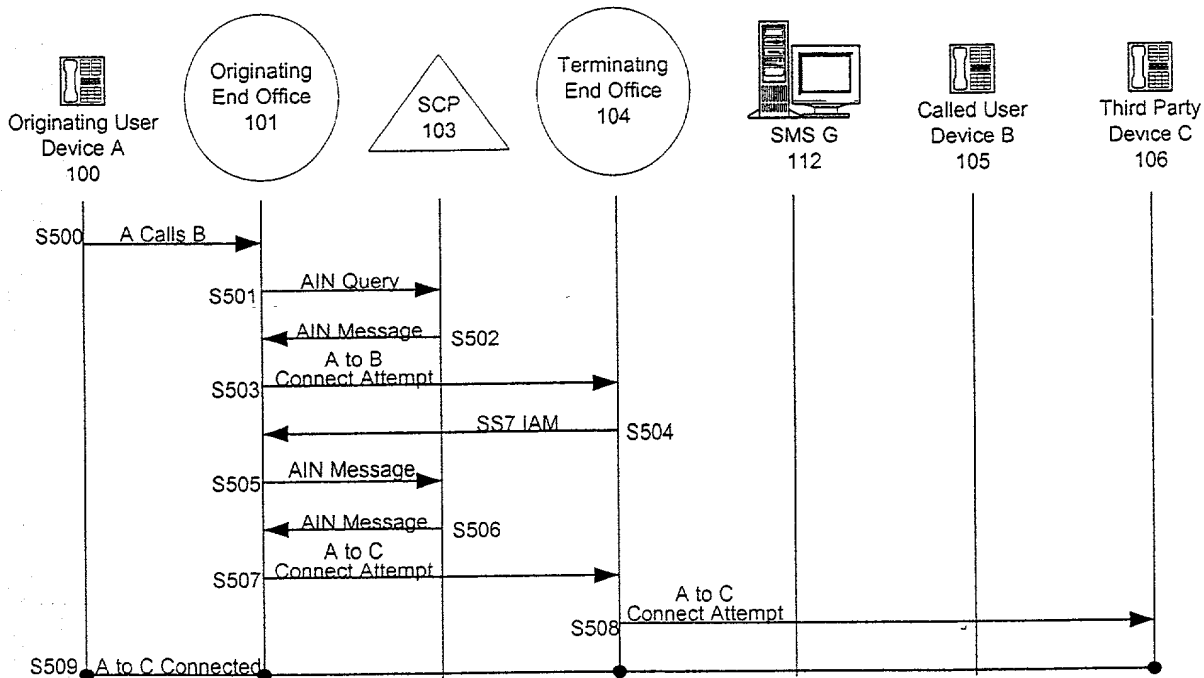 Originating User
Device A
100
Originating
End Office
101
SCP
103
Terminating
End Office
104
SMS G
112
Called User
Device B
105
Third Party
Device C
106
S500 A Calls B
S501 AIN Query
AIN Message S502
A to B
S503 Connect Attempt
SS7 IAM S504
S505 AIN Message
AIN Message S506
A to C
S507 Connect Attempt
A to C
S508 Connect Attempt
S509 A to C Connected